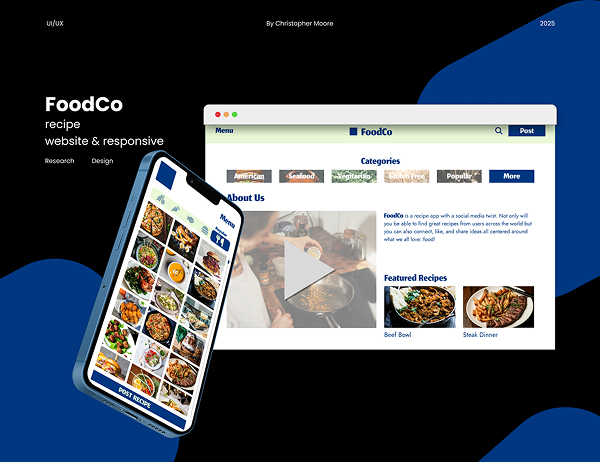 UI/UX
By Christopher Moore
2025
FoodCo
recipe
website & responsive
Research
Design
Menu
FoodCo
Post
Categories
American
Seafood
Vegitarian
Gluten Free
Popular
More
About Us
FoodCo is a recipe app with a social media twist. Not only will
you be able to find great recipes from users across the world but
you can also connect, like, and share ideas all centered around
what we all love: food!
Featured Recipes
Beef Bowl
Steak Dinner
Menu
POST RECIPE